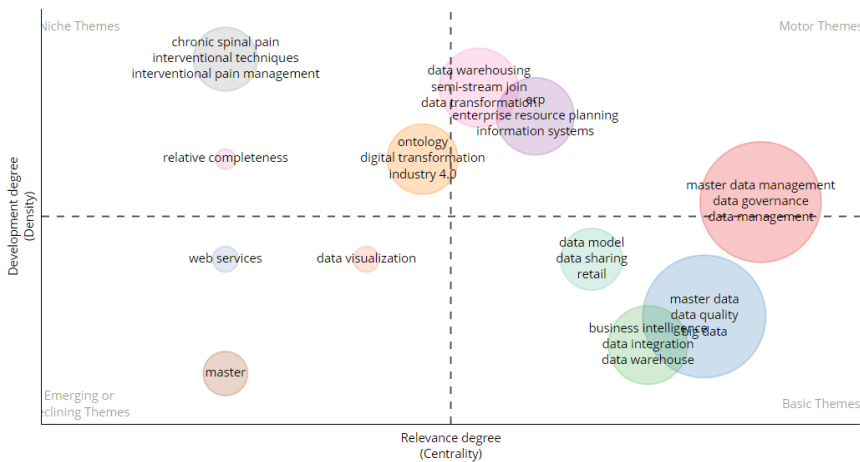 Niche Themes
Motor Themes
chronic spinal pain
interventional techniques
interventional pain management
data warehousing
semi-stream join
data transformation
erp
enterprise resource planning
information systems
ontology
digital transformation
industry 4.0
relative completeness
master data management
data governance
data management
web services
data visualization
data model
data sharing
retail
master data
data quality
big data
business intelligence
data integration
data warehouse
master
Emerging or
eclining Themes
Basic Themes
Development degree
(Density)
Relevance degree
(Centrality)